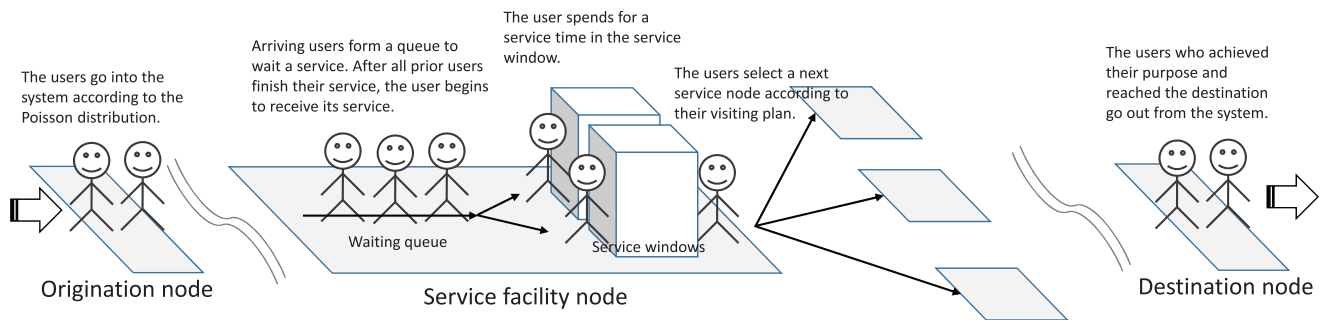 The users go into the
system according to the
Poisson distribution.
Origination node
Arriving users form a queue to
wait a service. After all prior users
finish their service, the user begins
to receive its service.
Waiting queue
The user spends for a
service time in the service
window.
Service windows
Service facility node
The users select a next
service node according to
their visiting plan.
The users who achieved
their purpose and
reached the destination
go out from the system.
Destination node